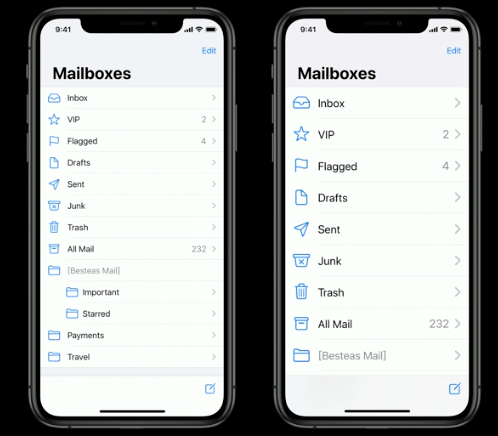 9:41
Edit
Mailboxes
Inbox
VIP 2
Flagged 4
Drafts
Sent
Junk
Trash
All Mail 232
[Besteas Mail]
Important
Starred
Payments
Travel
9:41
Edit
Mailboxes
Inbox
VIP 2
Flagged 4
Drafts
Sent
Junk
Trash
All Mail 232
[Besteas Mail]